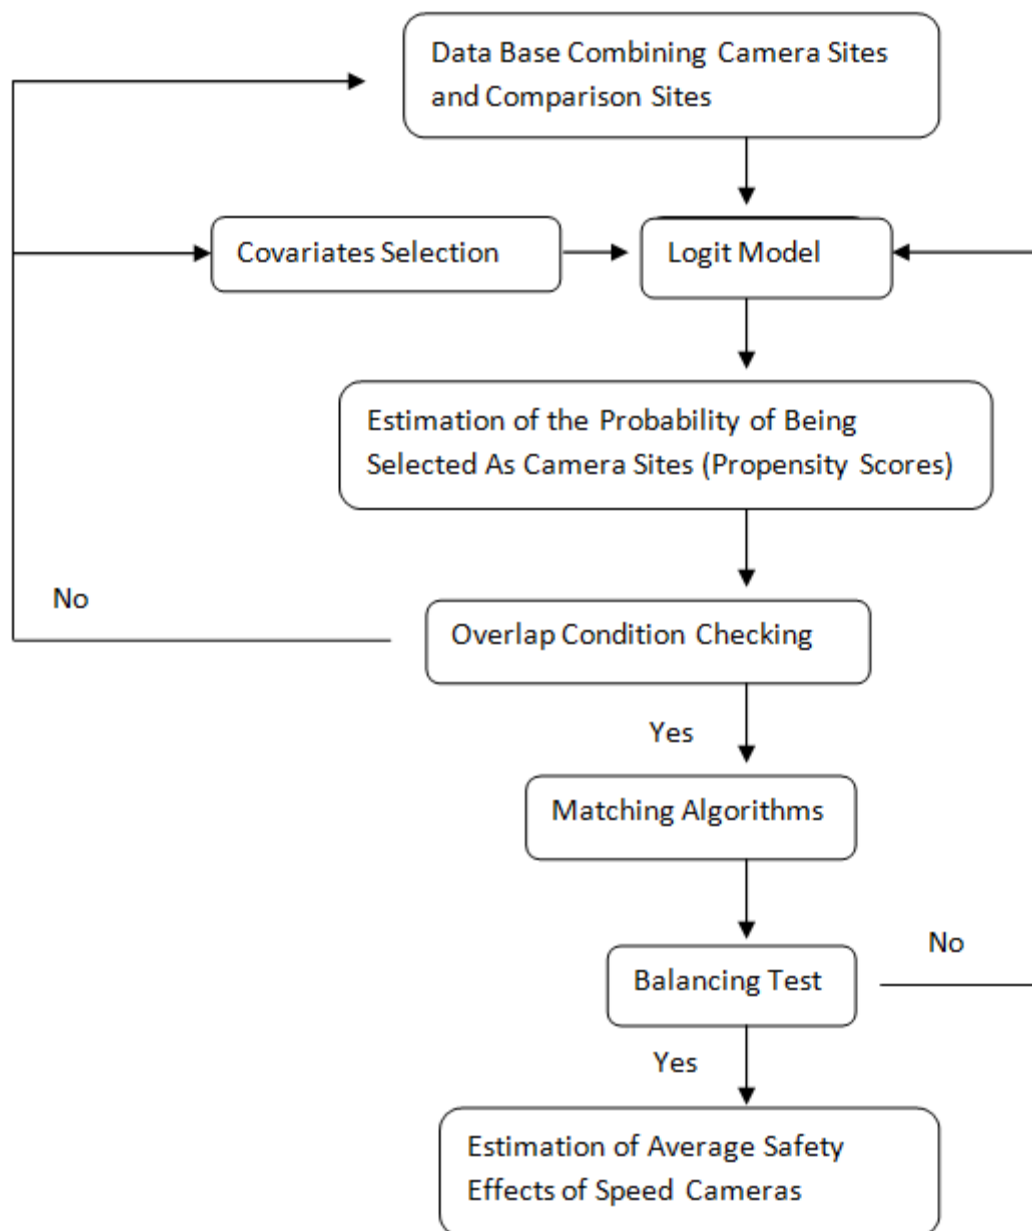 Data Base Combining Camera Sites
and Comparison Sites
Covariates Selection
Logit Model
Estimation of the Probability of Being
Selected As Camera Sites (Propensity Scores)
No
Overlap Condition Checking
Yes
Matching Algorithms
No
Balancing Test
Yes
Estimation of Average Safety
Effects of Speed Cameras